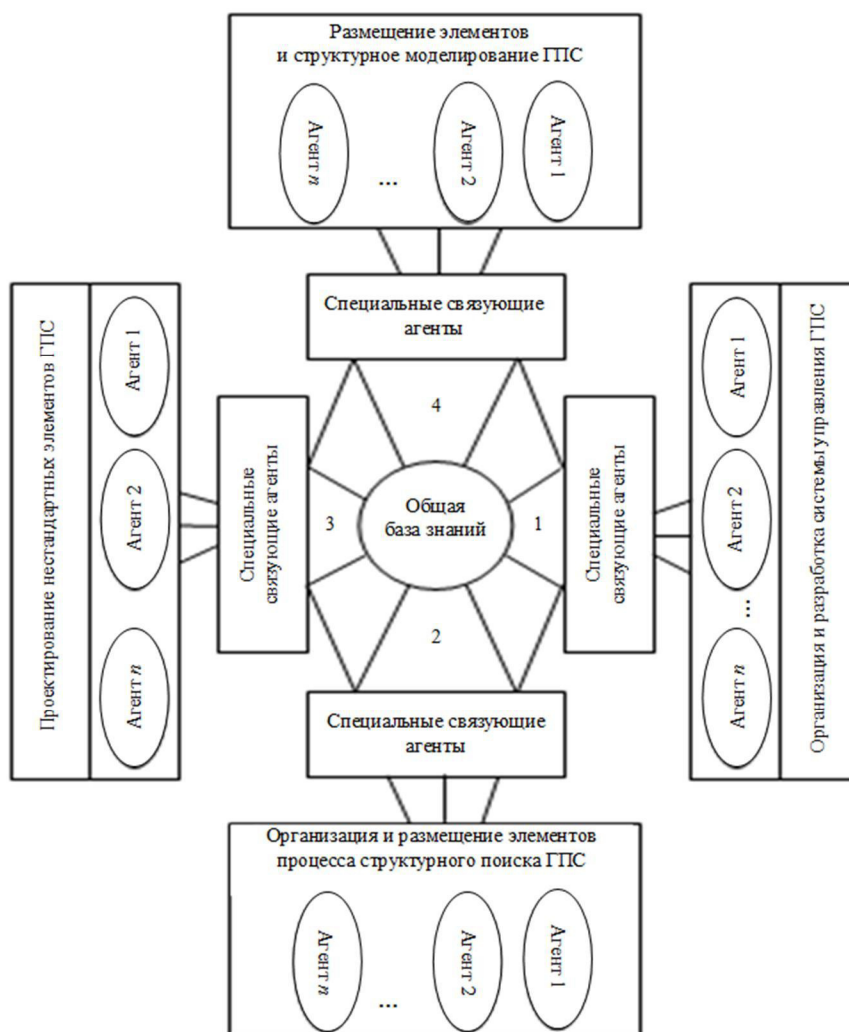 Размещение элементов
и структурное моделирование ГПС
Агент n
...
Агент 2
Агент 1
Специальные связующие
агенты
Проектирование нестандартных элементов ГПС
Агент 1
Агент 2
Агент n
Специальные
связующие агенты
4
3
Общая
база знаний
1
2
Специальные
связующие агенты
Агент 1
Агент 2
...
Агент n
Организация и разработка системы управления ГПС
Специальные связующие
агенты
Организация и размещение элементов
процесса структурного поиска ГПС
Агент n
...
Агент 2
Агент 1